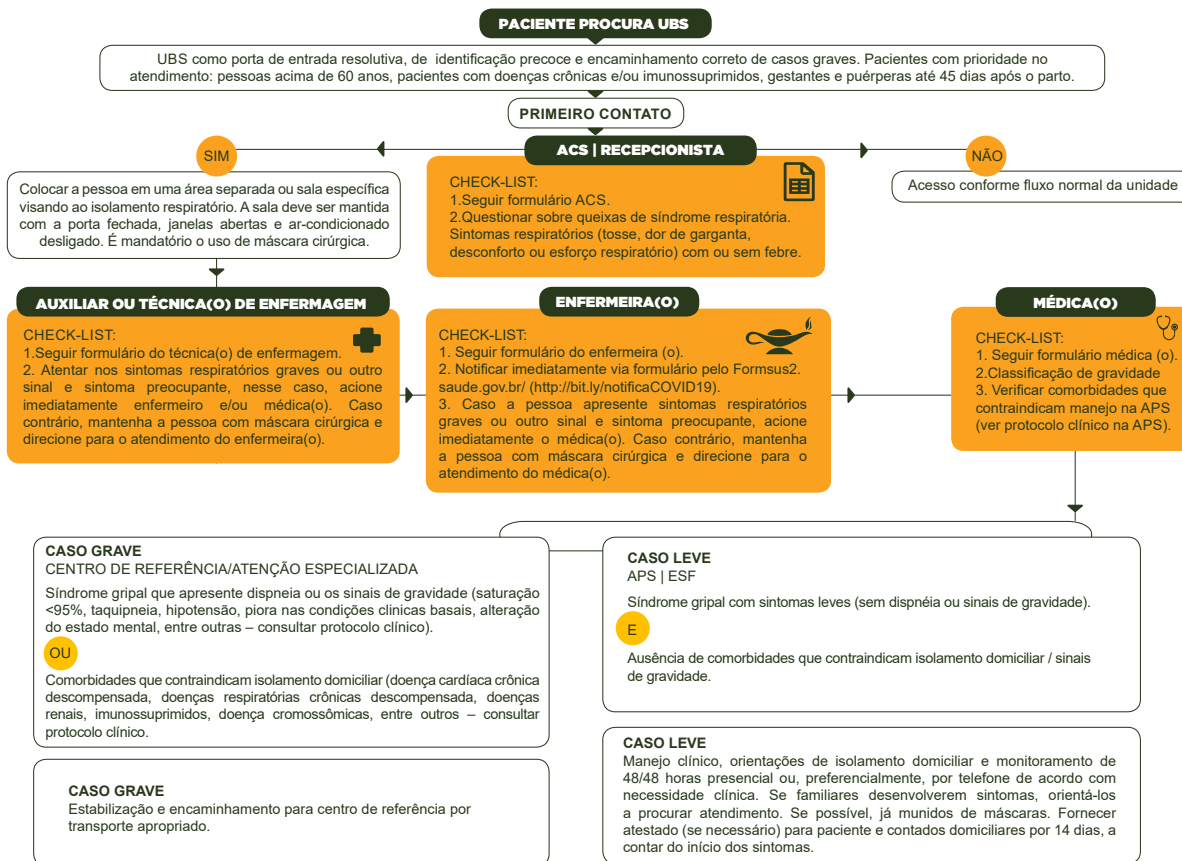 PACIENTE PROCURA UBS
UBS como porta de entrada resolutiva, de identificação precoce e encaminhamento correto de casos graves. Pacientes com prioridade no
atendimento: pessoas acima de 60 anos, pacientes com doenças crônicas e/ou imunossuprimidos, gestantes e puérperas até 45 dias após o parto.
PRIMEIRO CONTATO
SIM
ACS | RECEPCIONISTA
NÃO
Colocar a pessoa em uma área separada ou sala específica
visando ao isolamento respiratório. A sala deve ser mantida
com a porta fechada, janelas abertas e ar-condicionado
desligado. É mandatório o uso de máscara cirúrgica.
CHECK-LIST:
1.Seguir formulário ACS.
2.Questionar sobre queixas de síndrome respiratória.
Sintomas respiratórios (tosse, dor de garganta,
desconforto ou esforço respiratório) com ou sem febre.
Acesso conforme fluxo normal da unidade
AUXILIAR OU TÉCNICA(O) DE ENFERMAGEM
CHECK-LIST:
1.Seguir formulário do técnica(o) de enfermagem.
2. Atentar nos sintomas respiratórios graves ou outro
sinal e sintoma preocupante, nesse caso, acione
imediatamente enfermeiro e/ou médica(o). Caso
contrário, mantenha a pessoa com máscara cirúrgica e
direcione para o atendimento do enfermeira(o).
ENFERMEIRA(O)
CHECK-LIST:
1. Seguir formulário do enfermeira (o).
2. Notificar imediatamente via formulário pelo Formsus2.
saude.gov.br/ (http://bit.ly/notificaCOVID19).
3. Caso a pessoa apresente sintomas respiratórios
graves ou outro sinal e sintoma preocupante, acione
imediatamente o médica(o). Caso contrário, mantenha
a pessoa com máscara cirúrgica e direcione para o
atendimento do médica(o).
MÉDICA(O)
CHECK-LIST:
1. Seguir formulário médica (o).
2.Classificação de gravidade
3. Verificar comorbidades que
contraindicam manejo na APS
(ver protocolo clínico na APS).
CASO GRAVE
CENTRO DE REFERÊNCIA/ATENÇÃO ESPECIALIZADA
Síndrome gripal que apresente dispneia ou os sinais de gravidade (saturação
<95%, taquipneia, hipotensão, piora nas condições clinicas basais, alteração
do estado mental, entre outras – consultar protocolo clínico).
OU
Comorbidades que contraindicam isolamento domiciliar (doença cardíaca crônica
descompensada, doenças respiratórias crônicas descompensada, doenças
renais, imunossuprimidos, doença cromossômicas, entre outros – consultar
protocolo clínico.
CASO LEVE
APS | ESF
Síndrome gripal com sintomas leves (sem dispnéia ou sinais de gravidade).
E
Ausência de comorbidades que contraindicam isolamento domiciliar / sinais
de gravidade.
CASO GRAVE
Estabilização e encaminhamento para centro de referência por
transporte apropriado.
CASO LEVE
Manejo clínico, orientações de isolamento domiciliar e monitoramento de
48/48 horas presencial ou, preferencialmente, por telefone de acordo com
necessidade clínica. Se familiares desenvolverem sintomas, orientá-los
a procurar atendimento. Se possível, já munidos de máscaras. Fornecer
atestado (se necessário) para paciente e contados domiciliares por 14 dias, a
contar do início dos sintomas.